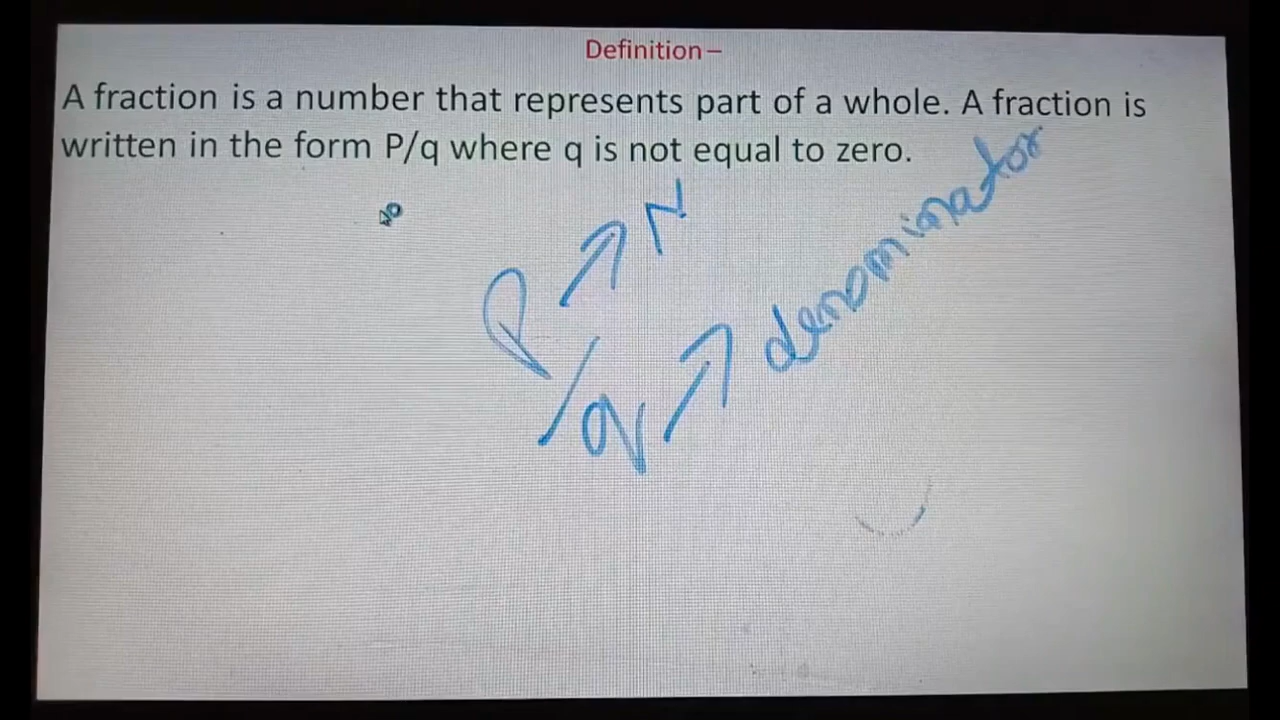 Definition –
A fraction is a number that represents part of a whole. A fraction is
written in the form P/q where q is not equal to zero.
P → N
/
q → denominator